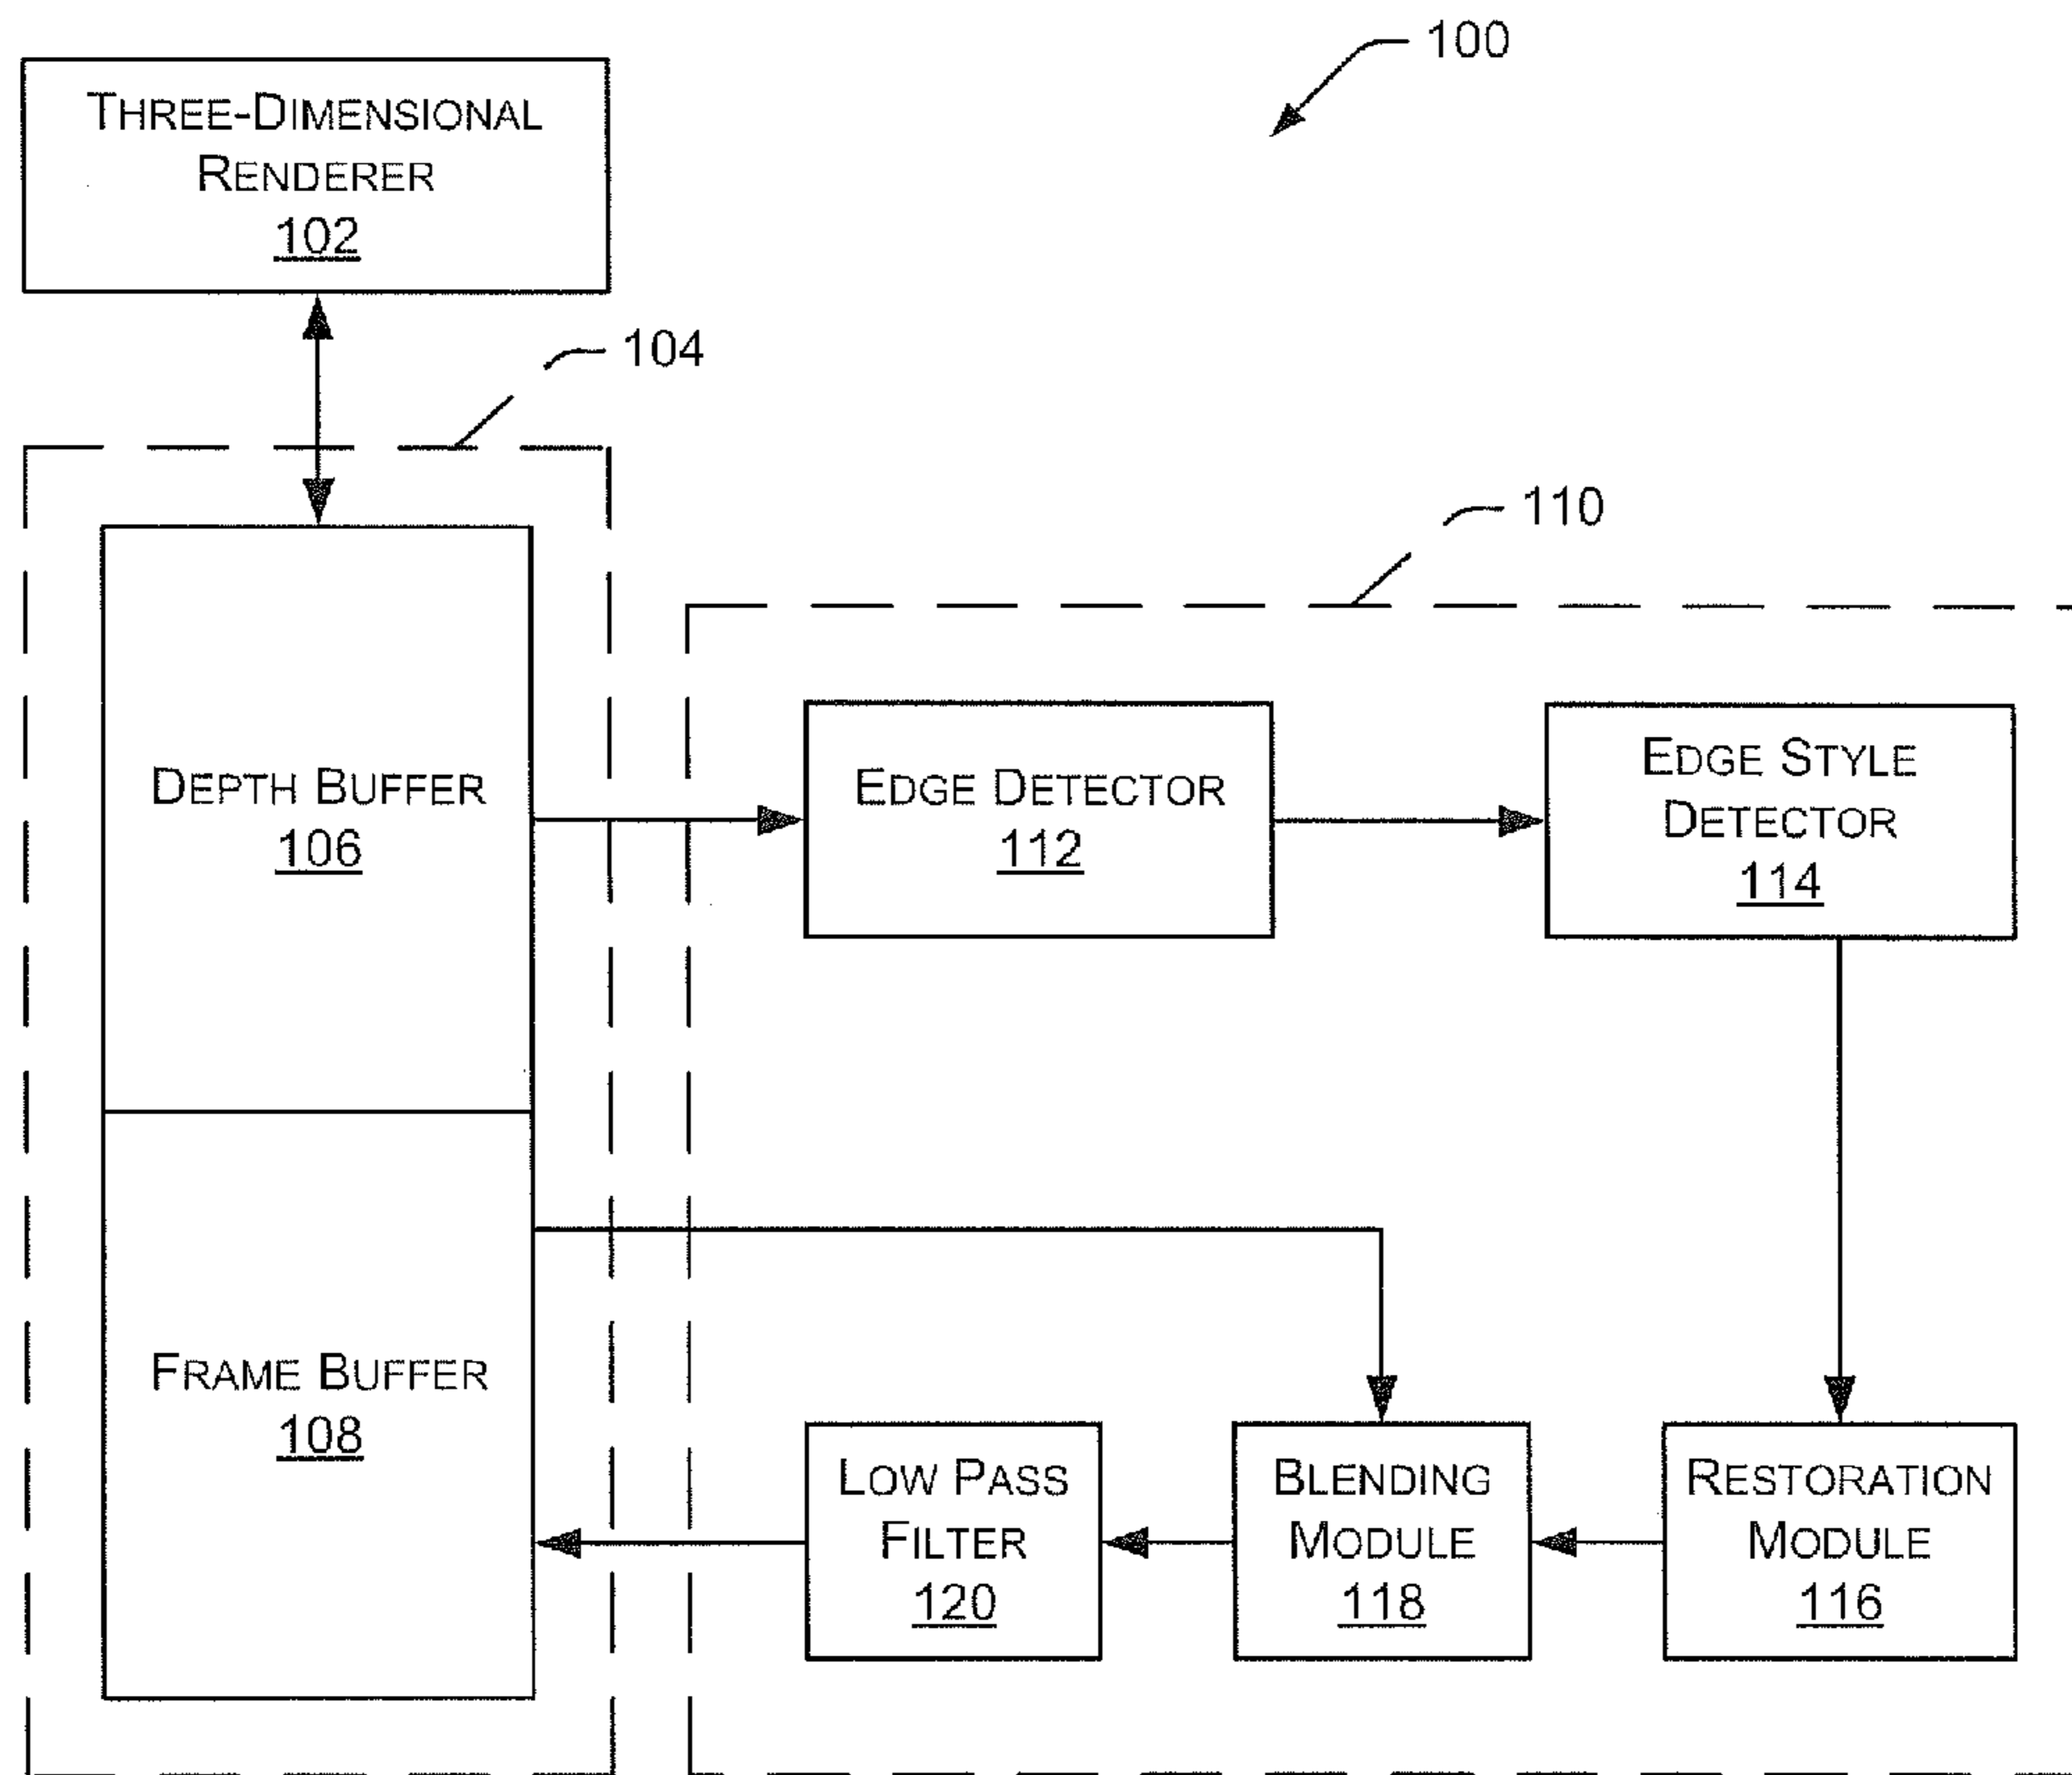 100
THREE-DIMENSIONAL
RENDERER
102
104
110
DEPTH BUFFER
106
EDGE DETECTOR
112
EDGE STYLE
DETECTOR
114
FRAME BUFFER
108
LOW PASS
FILTER
120
BLENDING
MODULE
118
RESTORATION
MODULE
116